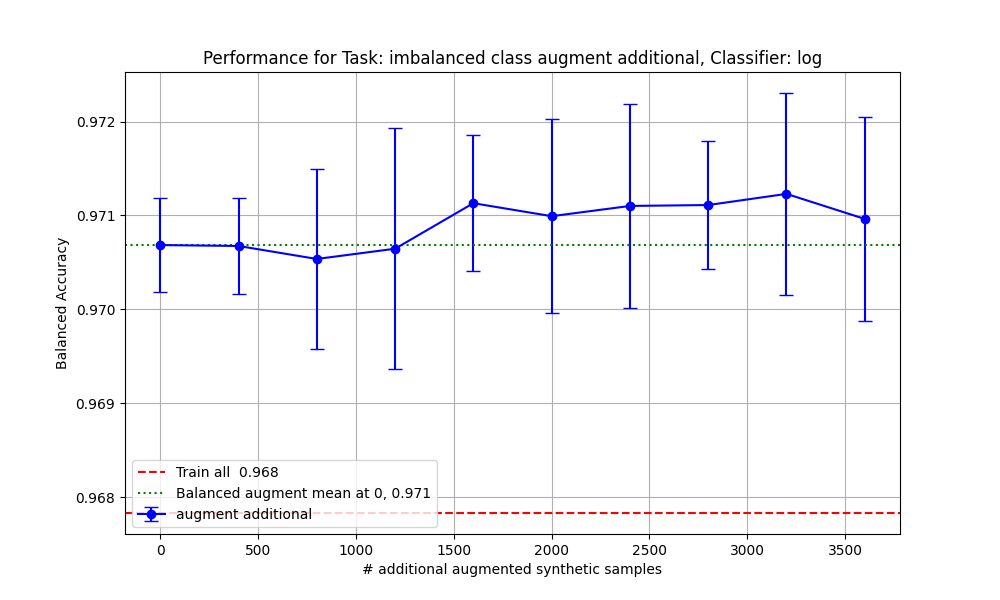 Performance for Task: imbalanced class augment additional, Classifier: log
Balanced Accuracy
0.972
0.971
0.970
0.969
0.968
Train all  0.968
Balanced augment mean at 0, 0.971
augment additional
0 500 1000 1500 2000 2500 3000 3500
# additional augmented synthetic samples